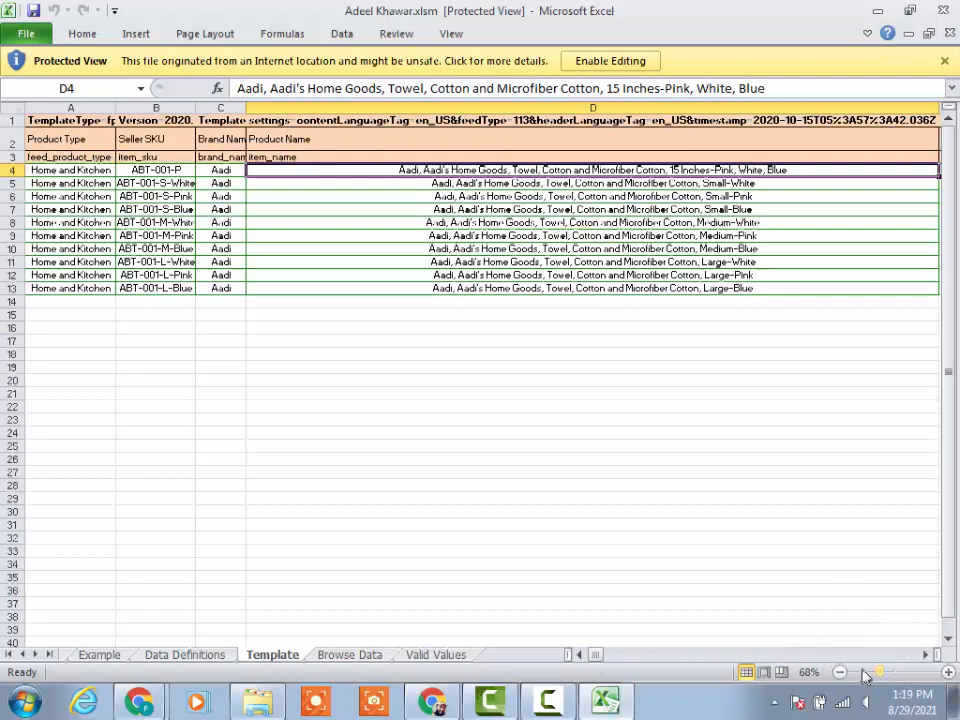 Adeel Khawar.xlsm [Protected View] - Microsoft Excel
File Home Insert Page Layout Formulas Data Review View
Protected View This file originated from an Internet location and might be unsafe. Click for more details. Enable Editing
D4 fx Aadi, Aadi's Home Goods, Towel, Cotton and Microfiber Cotton, 15 Inches-Pink, White, Blue
A B C D
1 TemplateType=fp Version=2020. Template settings=contentLanguageTag=en_US&feedType=113&headerLanguageTag=en_US&timestamp=2020-10-15T05%3A57%3A42.036Z
2 Product Type Seller SKU Brand Nam Product Name
3 feed_product_type item_sku brand_nam item_name
4 Home and Kitchen ABT-001-P Aadi Aadi, Aadi's Home Goods, Towel, Cotton and Microfiber Cotton, 15 Inches-Pink, White, Blue
5 Home and Kitchen ABT-001-S-White Aadi Aadi, Aadi's Home Goods, Towel, Cotton and Microfiber Cotton, Small-White
6 Home and Kitchen ABT-001-S-Pink Aadi Aadi, Aadi's Home Goods, Towel, Cotton and Microfiber Cotton, Small-Pink
7 Home and Kitchen ABT-001-S-Blue Aadi Aadi, Aadi's Home Goods, Towel, Cotton and Microfiber Cotton, Small-Blue
8 Home and Kitchen ABT-001-M-White Aadi Aadi, Aadi's Home Goods, Towel, Cotton and Microfiber Cotton, Medium-White
9 Home and Kitchen ABT-001-M-Pink Aadi Aadi, Aadi's Home Goods, Towel, Cotton and Microfiber Cotton, Medium-Pink
10 Home and Kitchen ABT-001-M-Blue Aadi Aadi, Aadi's Home Goods, Towel, Cotton and Microfiber Cotton, Medium-Blue
11 Home and Kitchen ABT-001-L-White Aadi Aadi, Aadi's Home Goods, Towel, Cotton and Microfiber Cotton, Large-White
12 Home and Kitchen ABT-001-L-Pink Aadi Aadi, Aadi's Home Goods, Towel, Cotton and Microfiber Cotton, Large-Pink
13 Home and Kitchen ABT-001-L-Blue Aadi Aadi, Aadi's Home Goods, Towel, Cotton and Microfiber Cotton, Large-Blue
14
15
16
17
18
19
20
21
22
23
24
25
26
27
28
29
30
31
32
33
34
35
36
37
38
39
40
Example Data Definitions Template Browse Data Valid Values
Ready 68%
1:19 PM
8/29/2021